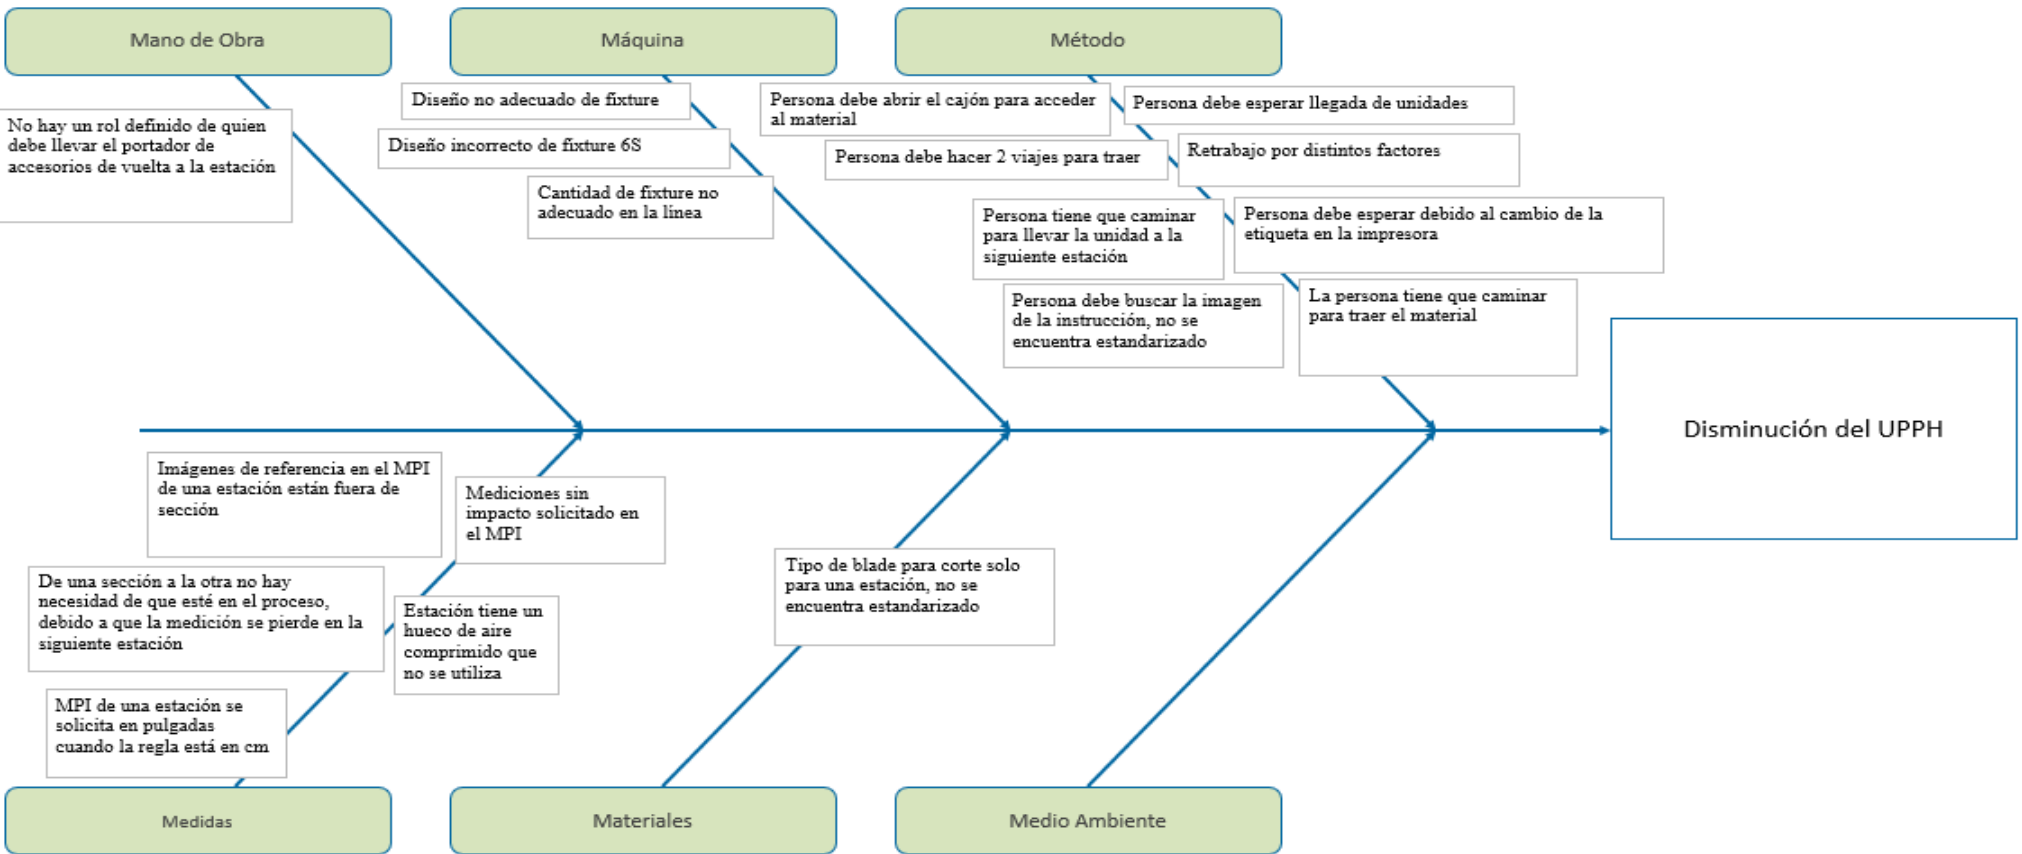 Mano de Obra
Máquina
Método
No hay un rol definido de quien
debe llevar el portador de
accesorios de vuelta a la estación
Diseño no adecuado de fixture
Diseño incorrecto de fixture 6S
Cantidad de fixture no
adecuado en la línea
Persona debe abrir el cajón para acceder
al material
Persona debe hacer 2 viajes para traer
Persona tiene que caminar
para llevar la unidad a la
siguiente estación
Persona debe buscar la imagen
de la instrucción, no se
encuentra estandarizado
Persona debe esperar llegada de unidades
Retrabajo por distintos factores
Persona debe esperar debido al cambio de la
etiqueta en la impresora
La persona tiene que caminar
para traer el material
Disminución del UPPH
Imágenes de referencia en el MPI
de una estación están fuera de
sección
Mediciones sin
impacto solicitado en
el MPI
De una sección a la otra no hay
necesidad de que esté en el proceso,
debido a que la medición se pierde en la
siguiente estación
Estación tiene un
hueco de aire
comprimido que
no se utiliza
MPI de una estación se
solicita en pulgadas
cuando la regla está en cm
Tipo de blade para corte solo
para una estación, no se
encuentra estandarizado
Medidas
Materiales
Medio Ambiente